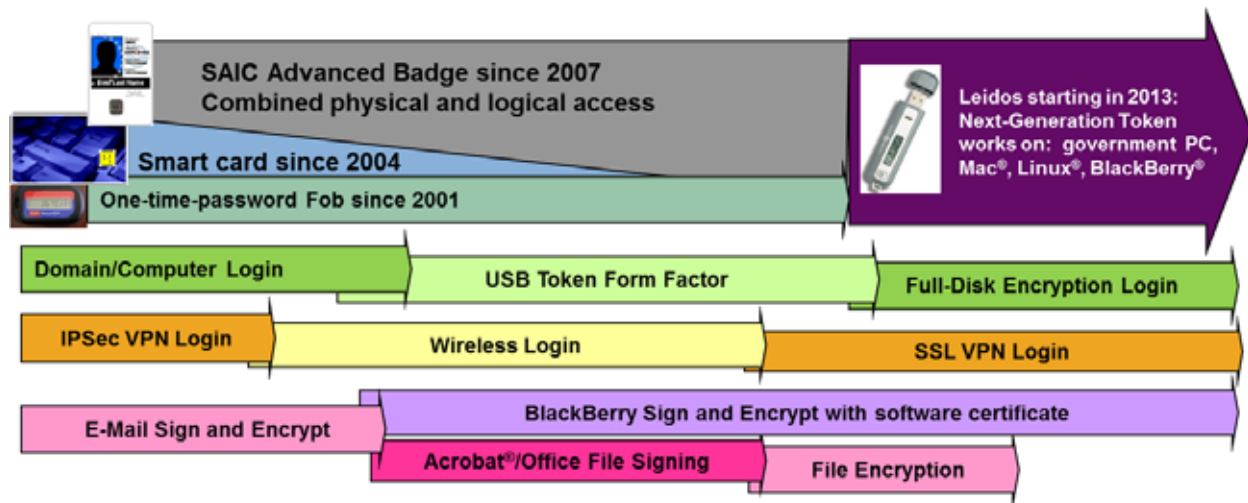 SAIC Advanced Badge since 2007
Combined physical and logical access
Smart card since 2004
One-time-password Fob since 2001
Leidos starting in 2013:
Next-Generation Token
works on: government PC,
Mac®, Linux®, BlackBerry®
Domain/Computer Login
USB Token Form Factor
Full-Disk Encryption Login
IPSec VPN Login
Wireless Login
SSL VPN Login
E-Mail Sign and Encrypt
BlackBerry Sign and Encrypt with software certificate
Acrobat®/Office File Signing
File Encryption